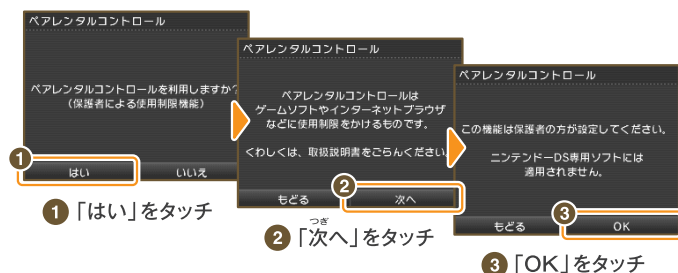 ペアレンタルコントロール
ペアレンタルコントロールを利用しますか?
(保護者による使用制限機能)
はい
いいえ
1
1 「はい」をタッチ
ペアレンタルコントロール
ペアレンタルコントロールは
ゲームソフトやインターネットブラウザ
などに使用制限をかけるものです。
くわしくは、取扱説明書をごらんください。
もどる
次へ
2
つぎ
2 「次へ」をタッチ
ペアレンタルコントロール
この機能は保護者の方が設定してください。
ニンテンドーDS専用ソフトには
適用されません。
もどる
OK
3
3 「OK」をタッチ